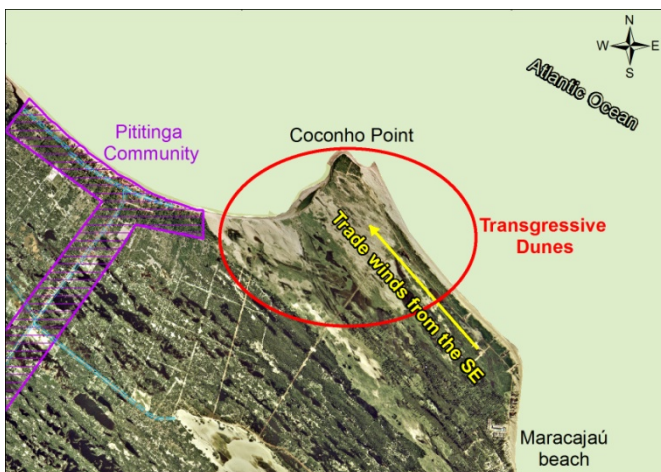 N
W E
S
Atlantic Ocean
Coconho Point
Pititinga
Community
Transgressive
Dunes
Trade winds from the SE
Maracajaú
beach